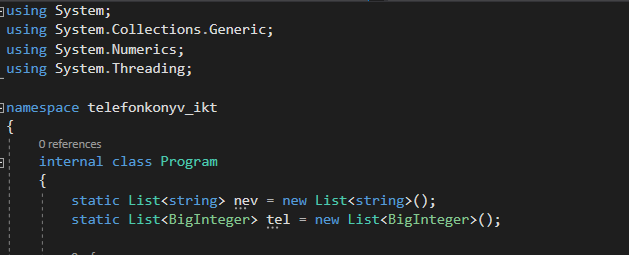 using System;
using System.Collections.Generic;
using System.Numerics;
using System.Threading;
namespace telefonkonyv_ikt
{
0 references
internal class Program
{
static List<string> nev = new List<string>();
static List<BigInteger> tel = new List<BigInteger>();